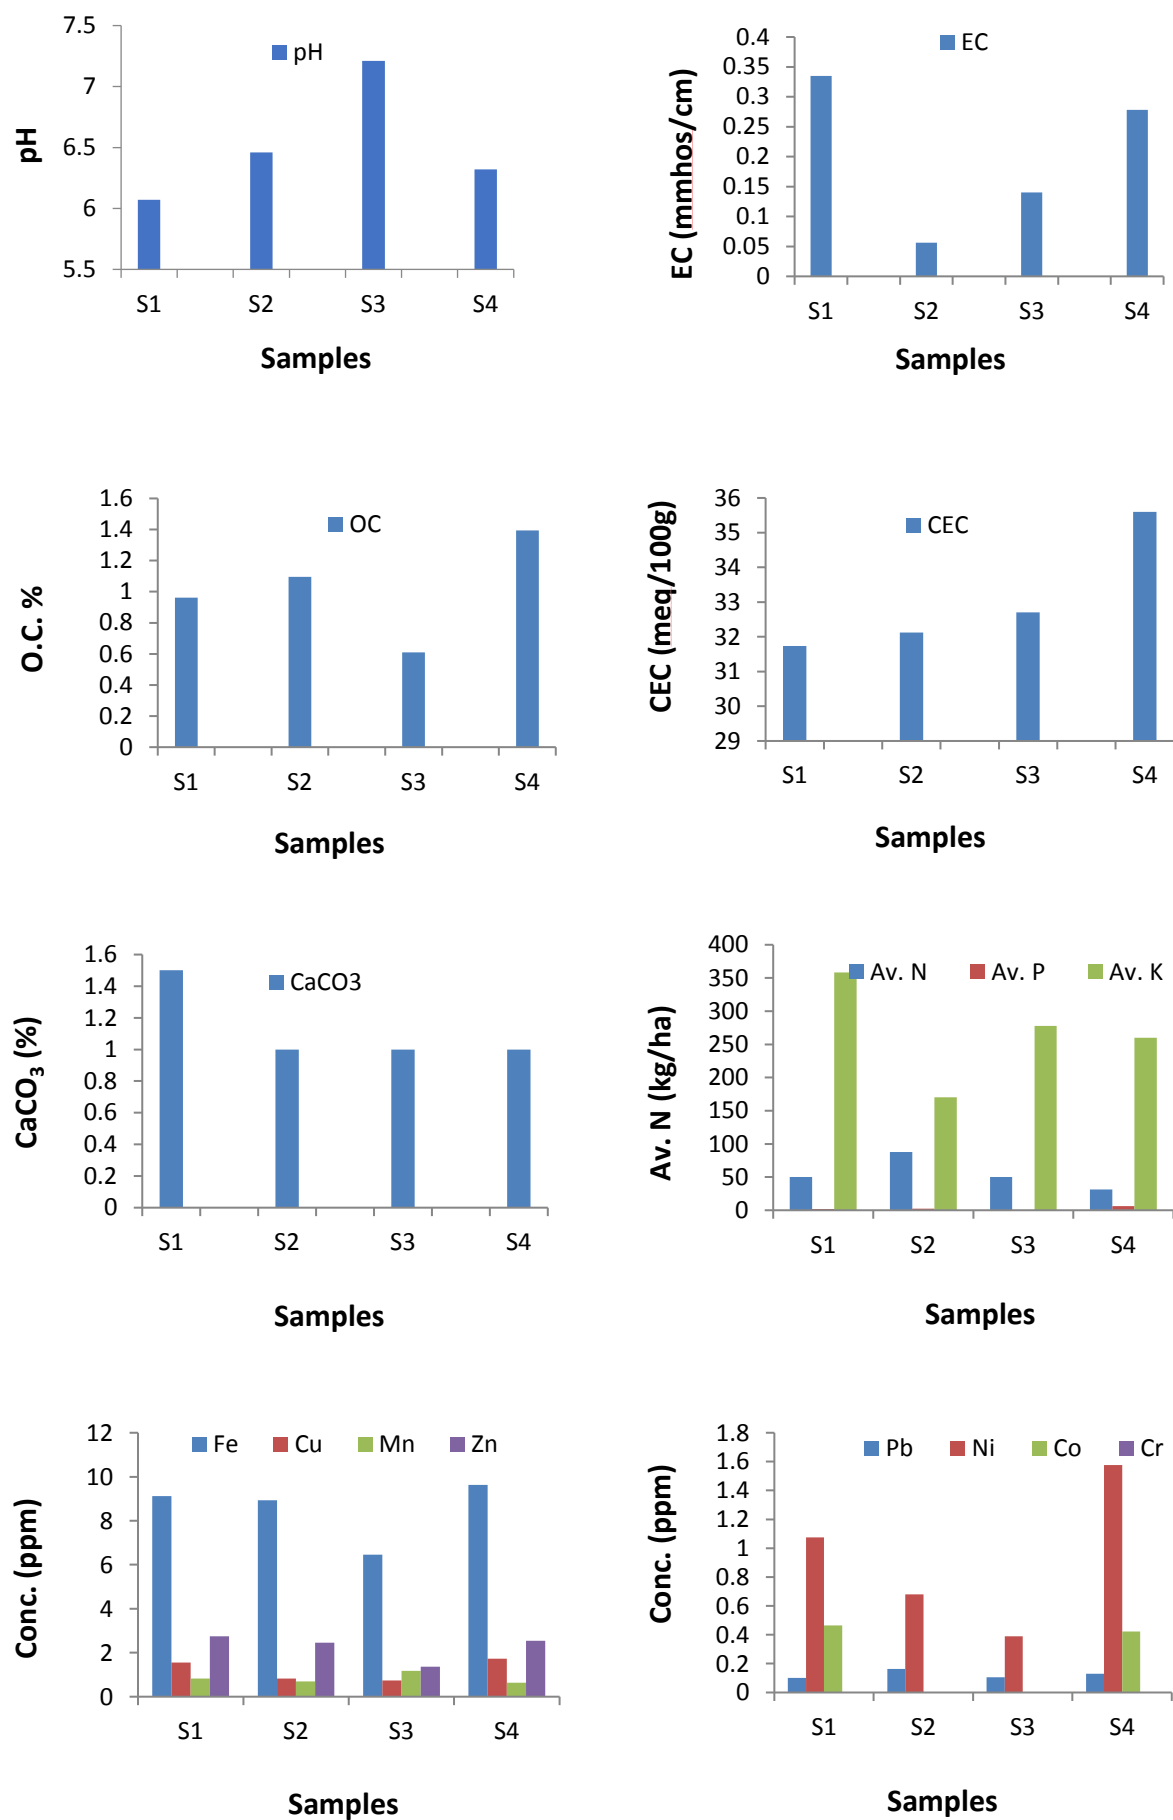 7.5
7
6.5
6
5.5
pH
pH
S1 S2 S3 S4
Samples
0.4
0.35
0.3
0.25
0.2
0.15
0.1
0.05
0
EC
EC (mmhos/cm)
S1 S2 S3 S4
Samples
1.6
1.4
1.2
1
0.8
0.6
0.4
0.2
0
OC
O.C. %
S1 S2 S3 S4
Samples
36
35
34
33
32
31
30
29
CEC
CEC (meq/100g)
S1 S2 S3 S4
Samples
1.6
1.4
1.2
1
0.8
0.6
0.4
0.2
0
CaCO3
CaCO₃ (%)
S1 S2 S3 S4
Samples
400
350
300
250
200
150
100
50
0
Av. N Av. P Av. K
Av. N (kg/ha)
S1 S2 S3 S4
Samples
12
10
8
6
4
2
0
Fe Cu Mn Zn
Conc. (ppm)
S1 S2 S3 S4
Samples
1.8
1.6
1.4
1.2
1
0.8
0.6
0.4
0.2
0
Pb Ni Co Cr
Conc. (ppm)
S1 S2 S3 S4
Samples